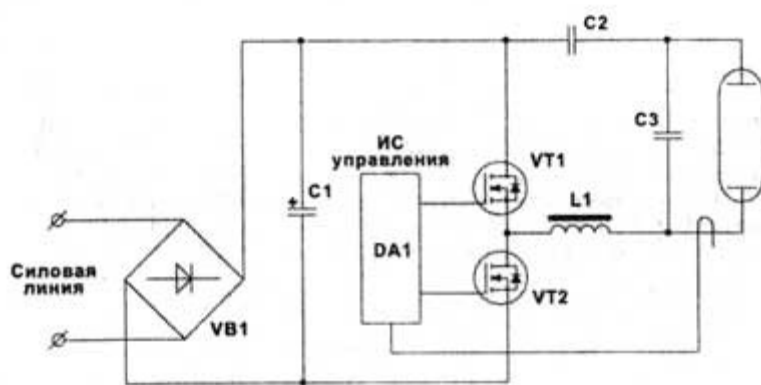 C2
C3
ИС
управления
VT1
+
C1
L1
DA1
Силовая
линия
VB1
VT2